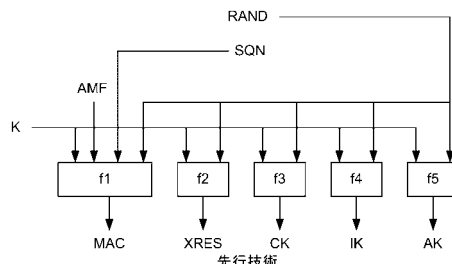 RAND
SQN
AMF
K
f1 f2 f3 f4 f5
MAC XRES CK IK AK
先行技術